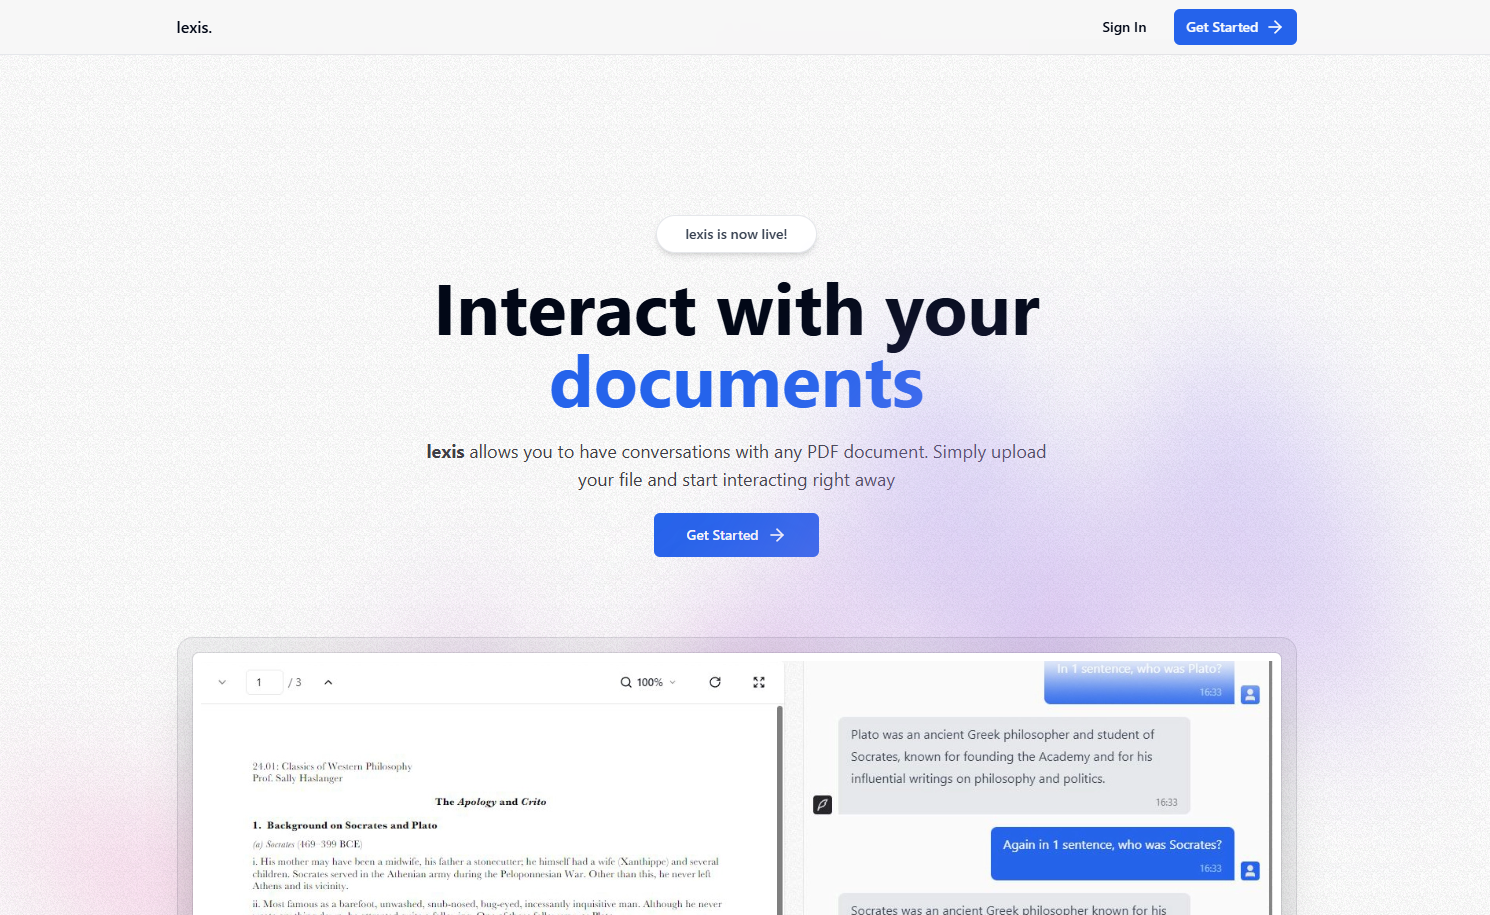 lexis.
Sign In
Get Started
lexis is now live!
Interact with your
documents
lexis allows you to have conversations with any PDF document. Simply upload
your file and start interacting right away
Get Started
1 / 3
100%
24.01: Classics of Western Philosophy
Prof. Sally Haslanger
The Apology and Crito
1. Background on Socrates and Plato
(a) Socrates (469-399 BCE)
i. His mother may have been a midwife, his father a stonecutter; he himself had a wife (Xanthippe) and several
children. Socrates served in the Athenian army during the Peloponnesian War. Other than this, he never left
Athens and its vicinity.
ii. Most famous as a barefoot, unwashed, snub-nosed, bug-eyed, incessantly inquisitive man. Although he never
In 1 sentence, who was Plato?
16:33
Plato was an ancient Greek philosopher and student of
Socrates, known for founding the Academy and for his
influential writings on philosophy and politics.
16:33
Again in 1 sentence, who was Socrates?
16:33
Socrates was an ancient Greek philosopher known for his